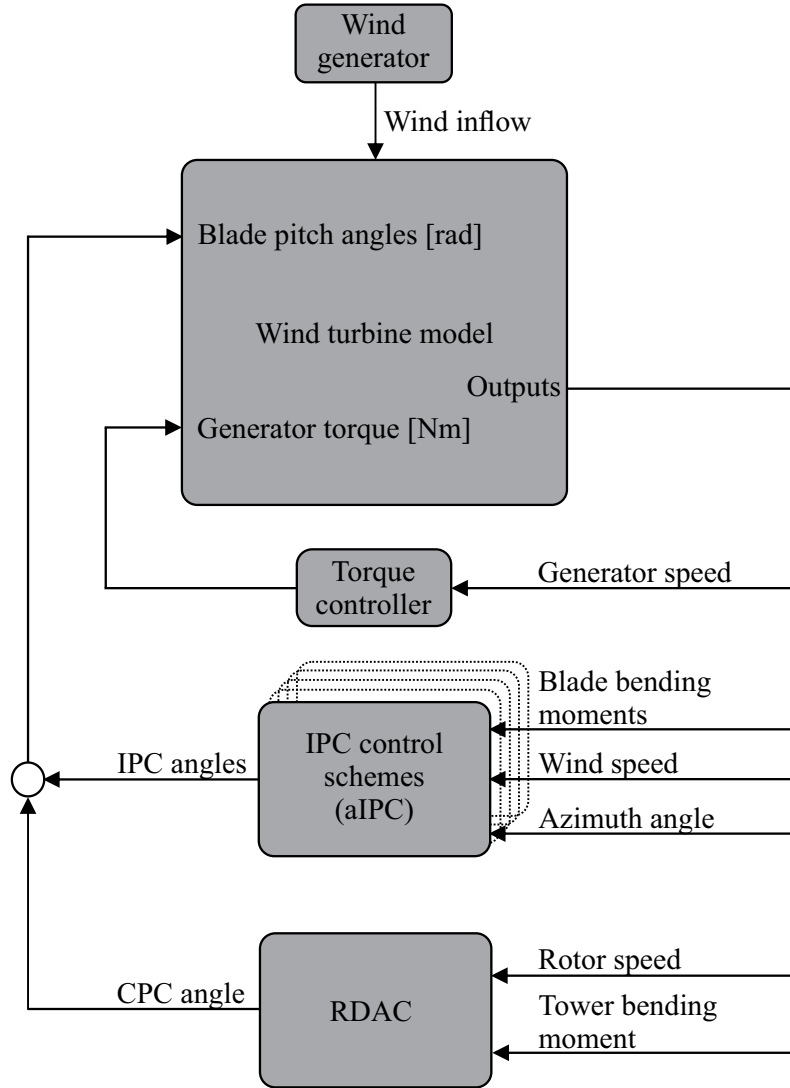 Wind
generator
Wind inflow
Blade pitch angles [rad]
Wind turbine model
Outputs
Generator torque [Nm]
Torque
controller
Generator speed
Blade bending
moments
IPC control
schemes
(aIPC)
IPC angles
Wind speed
Azimuth angle
Rotor speed
CPC angle
RDAC
Tower bending
moment